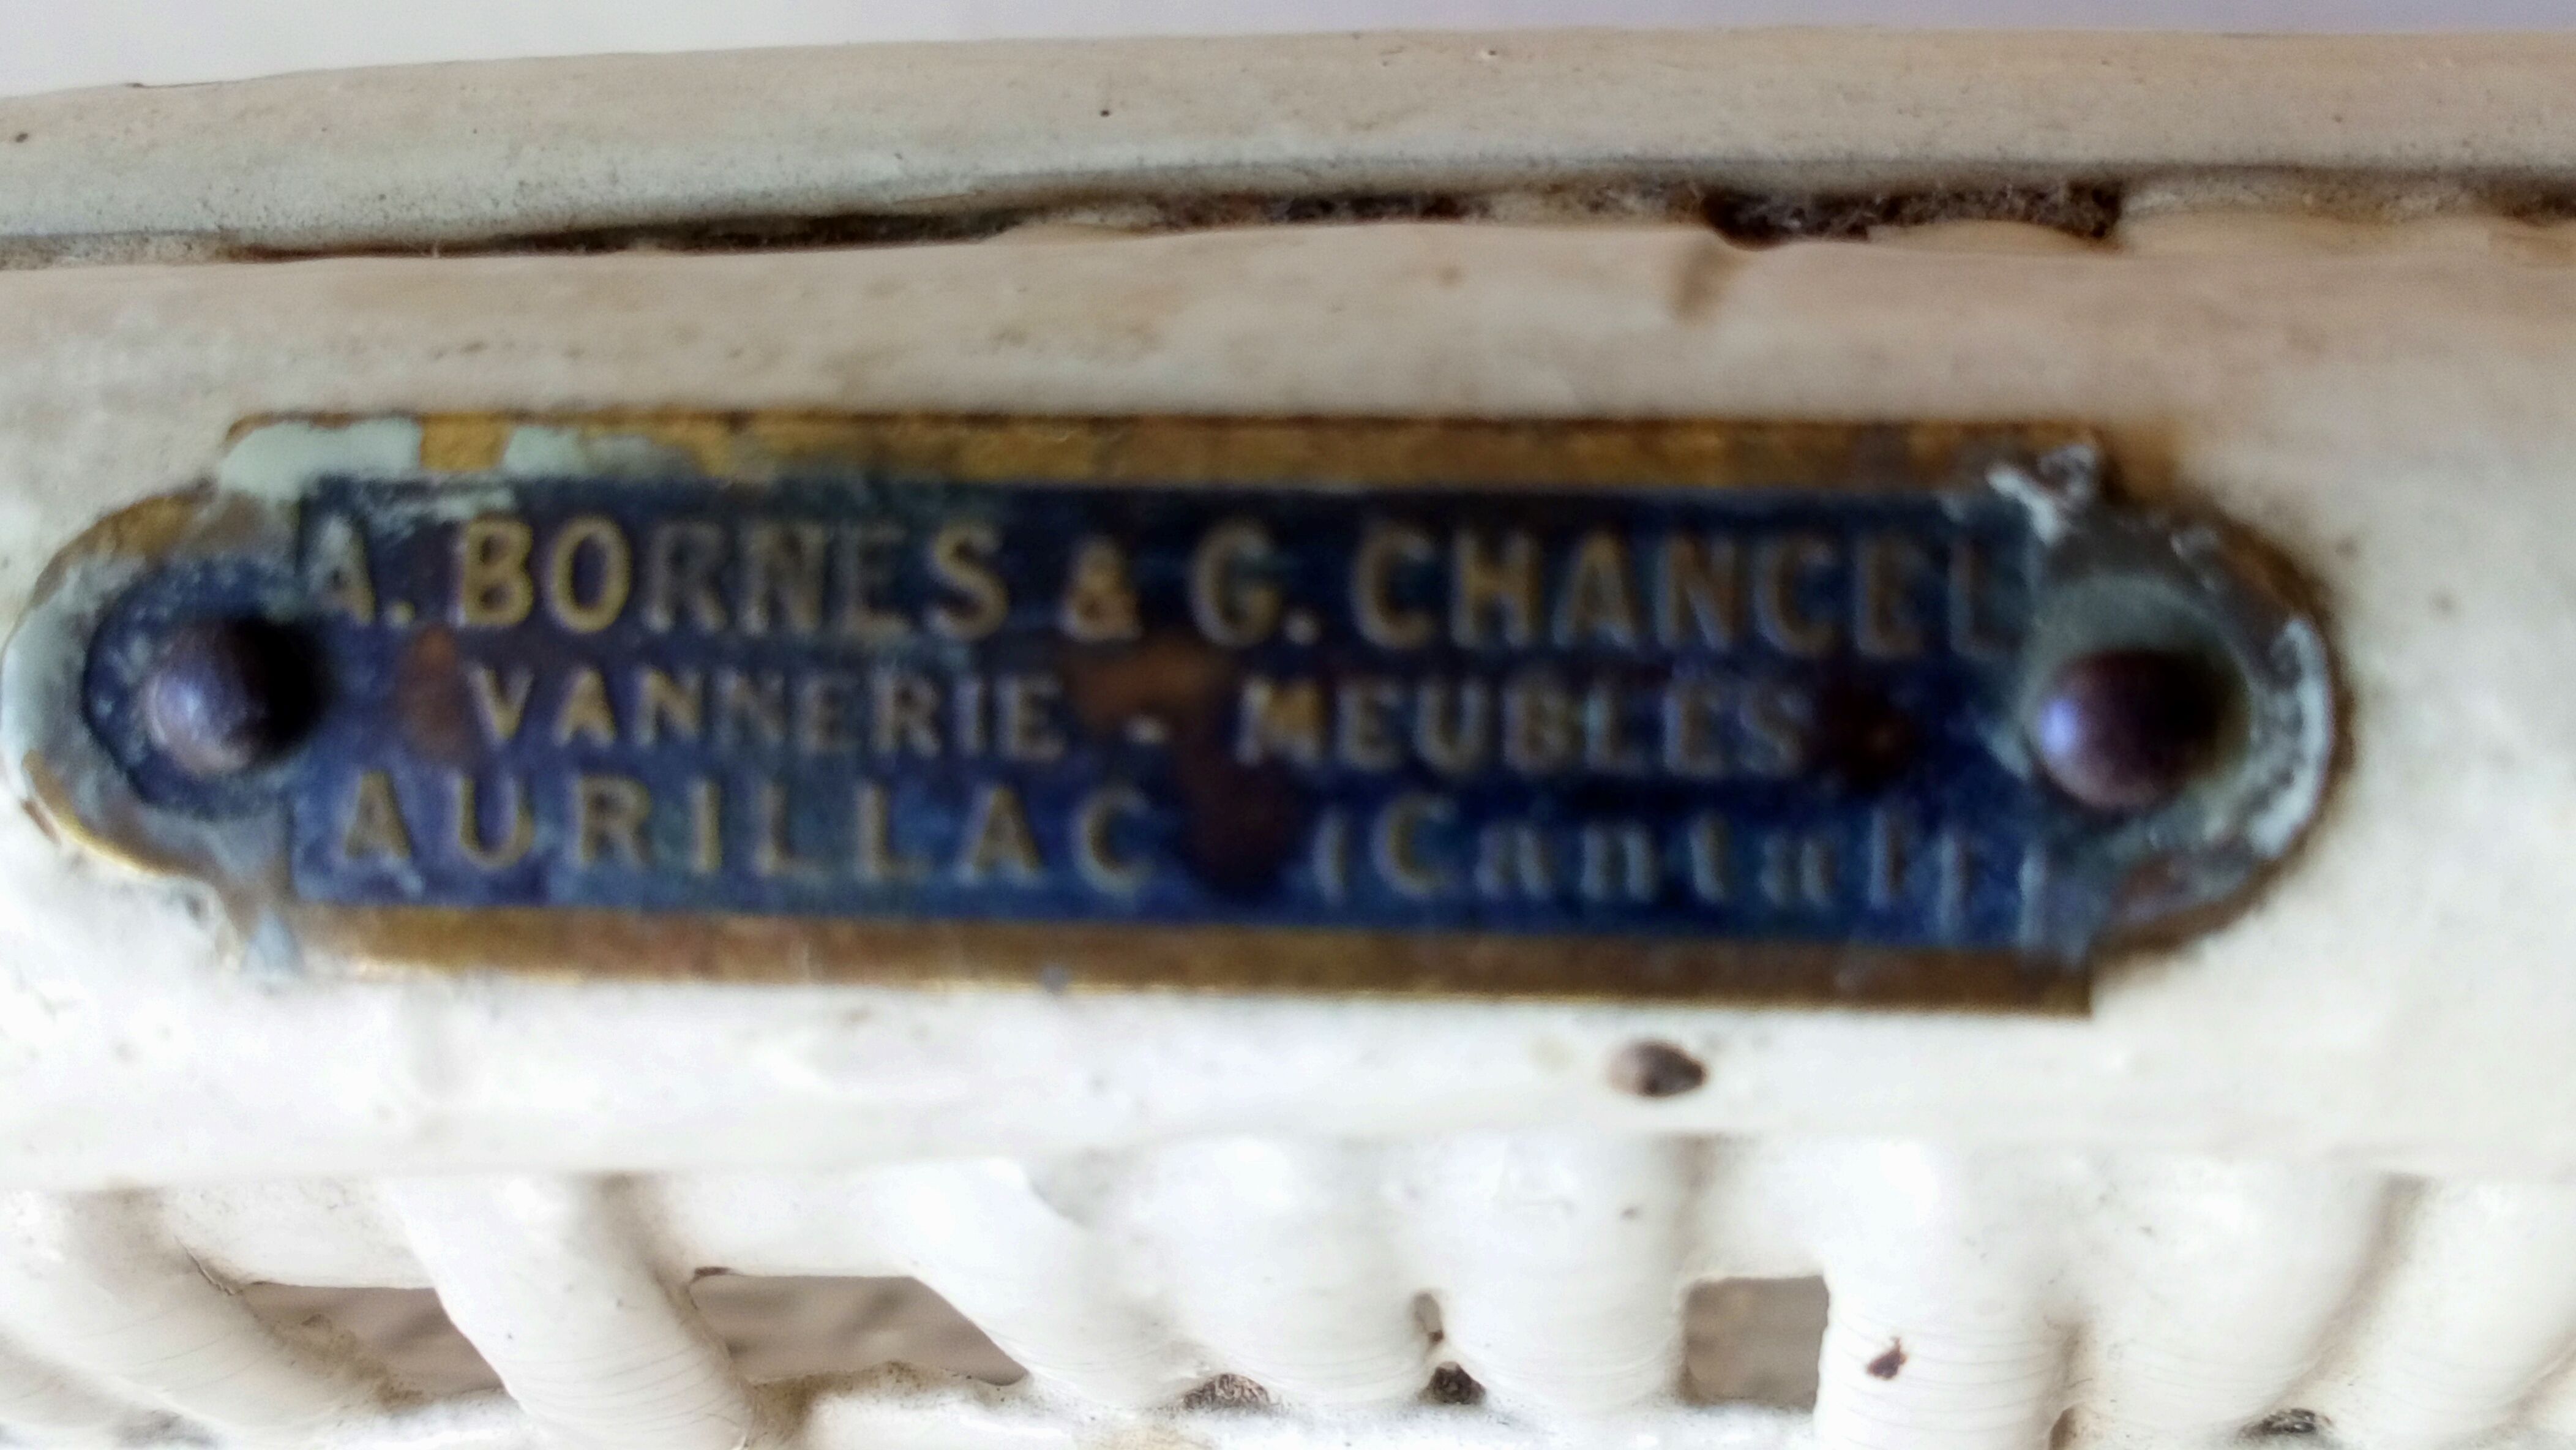 A. BORNES & G. CHANCEL
VANNERIE - MEUBLES
AURILLAC (Cantal)